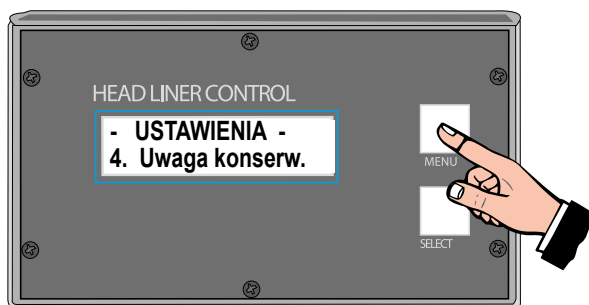 HEAD LINER CONTROL
- USTAWIENIA -
4. Uwaga konserw.
MENU
SELECT